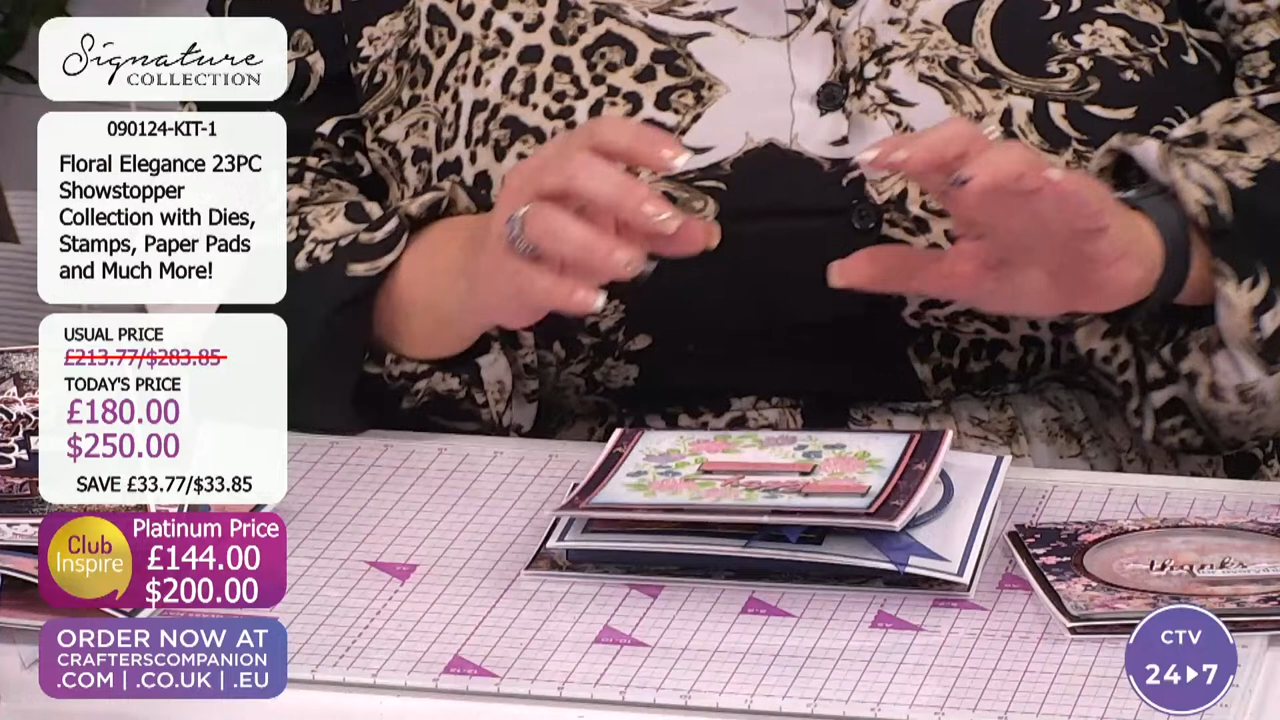 Signature
COLLECTION
090124-KIT-1
Floral Elegance 23PC
Showstopper
Collection with Dies,
Stamps, Paper Pads
and Much More!
USUAL PRICE
£213.77/$283.85
TODAY'S PRICE
£180.00
$250.00
SAVE £33.77/$33.85
Club
Inspire
Platinum Price
£144.00
$200.00
ORDER NOW AT
CRAFTERSCOMPANION
.COM | .CO.UK | .EU
thanks
CTV
24▶7